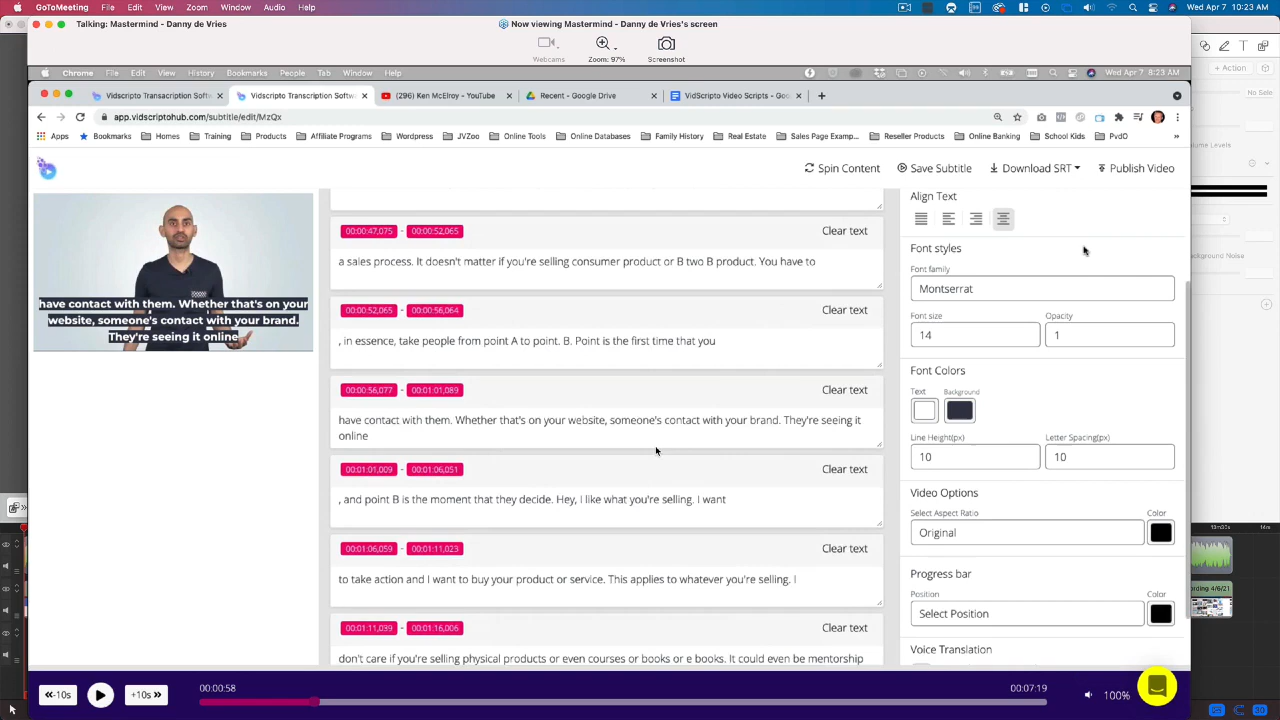 GoToMeeting File Edit View Window Help
10:23 AM
Talking: Mastermind - Danny de Vries
Now viewing Mastermind - Danny de Vries's screen
Webcams Zoom: 97% Screenshot
Chrome File Edit View History Bookmarks People Tab Window Help
Wed Apr 7 8:23 AM
Vidscripto Transacription Softw
Vidscripto Transcription Softwa
(296) Ken McElroy - YouTube
Recent - Google Drive
VidScripto Video Scripts - Goo
app.vidscriptohub.com/subtitle/edit/MzQx
Apps Bookmarks Homes Training Products Affiliate Programs Wordpress JVZoo Online Tools Online Databases Family History Real Estate Sales Page Examp... Reseller Products Online Banking School Kids PvdO »
+ Action
No Sele
Spin Content Save Subtitle Download SRT Publish Video
have contact with them. Whether that's on your
website, someone's contact with your brand.
They're seeing it online
00:00:47,075 - 00:00:52,065 Clear text
a sales process. It doesn't matter if you're selling consumer product or B two B product. You have to
00:00:52,065 - 00:00:56,064 Clear text
, in essence, take people from point A to point. B. Point is the first time that you
00:00:56,077 - 00:01:01,089 Clear text
have contact with them. Whether that's on your website, someone's contact with your brand. They're seeing it
online
00:01:01,009 - 00:01:06,051 Clear text
, and point B is the moment that they decide. Hey, I like what you're selling. I want
00:01:06,059 - 00:01:11,023 Clear text
to take action and I want to buy your product or service. This applies to whatever you're selling. I
00:01:11,039 - 00:01:16,006 Clear text
don't care if you're selling physical products or even courses or books or e books. It could even be mentorship
Align Text
Font styles
Font family
Montserrat
Font size Opacity
14 1
Font Colors
Text Background
Line Height(px) Letter Spacing(px)
10 10
Video Options
Select Aspect Ratio Color
Original
Progress bar
Position Color
Select Position
Voice Translation
olume Levels
ackground Noise
13m30s 14m
ording 4/6/21
-10s
+10s
00:00:58
00:07:19
100%